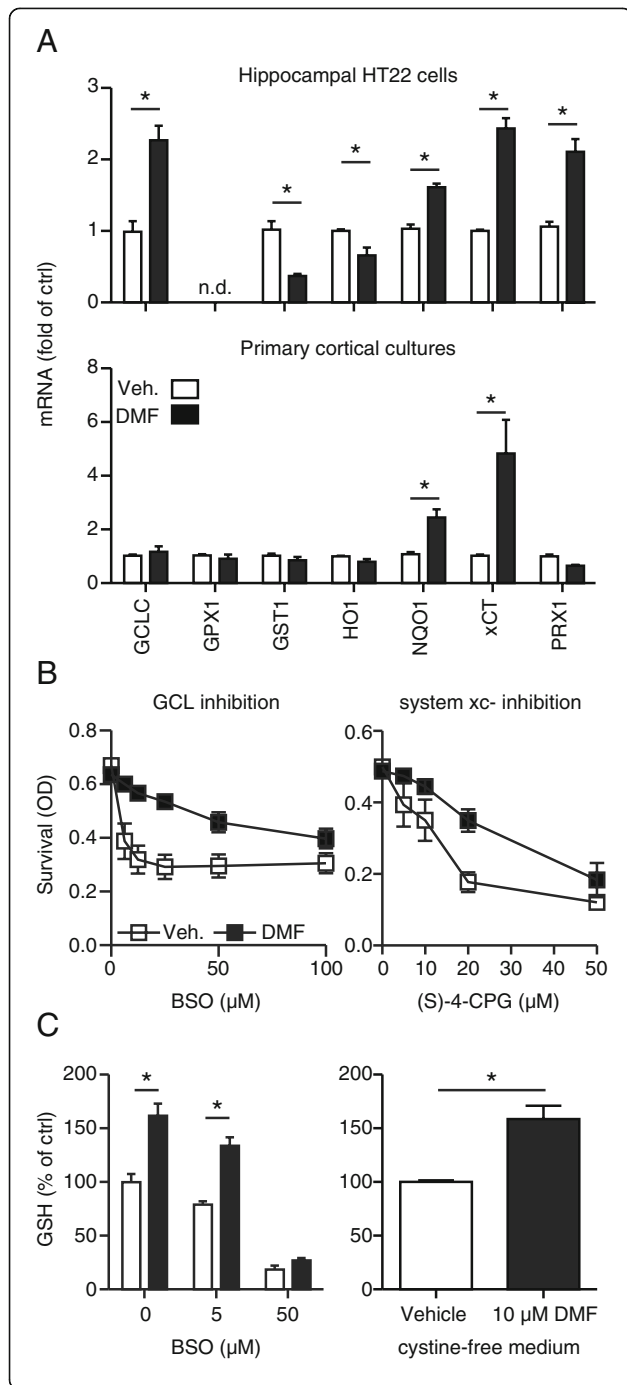 A
Hippocampal HT22 cells
mRNA (fold of ctrl)
3
2
1
0
* * * * * *
n.d.
Primary cortical cultures
8
6
4
2
0
Veh.
DMF
* *
GCLC GPX1 GST1 HO1 NQO1 xCT PRX1
B
GCL inhibition
Survival (OD)
0.8
0.6
0.4
0.2
0.0
Veh. DMF
0 50 100
BSO (µM)
system xc- inhibition
0.6
0.4
0.2
0.0
0 10 20 30 40 50
(S)-4-CPG (µM)
C
GSH (% of ctrl)
200
150
100
50
0
* *
0 5 50
BSO (µM)
200
150
100
50
0
*
Vehicle 10 µM DMF
cystine-free medium